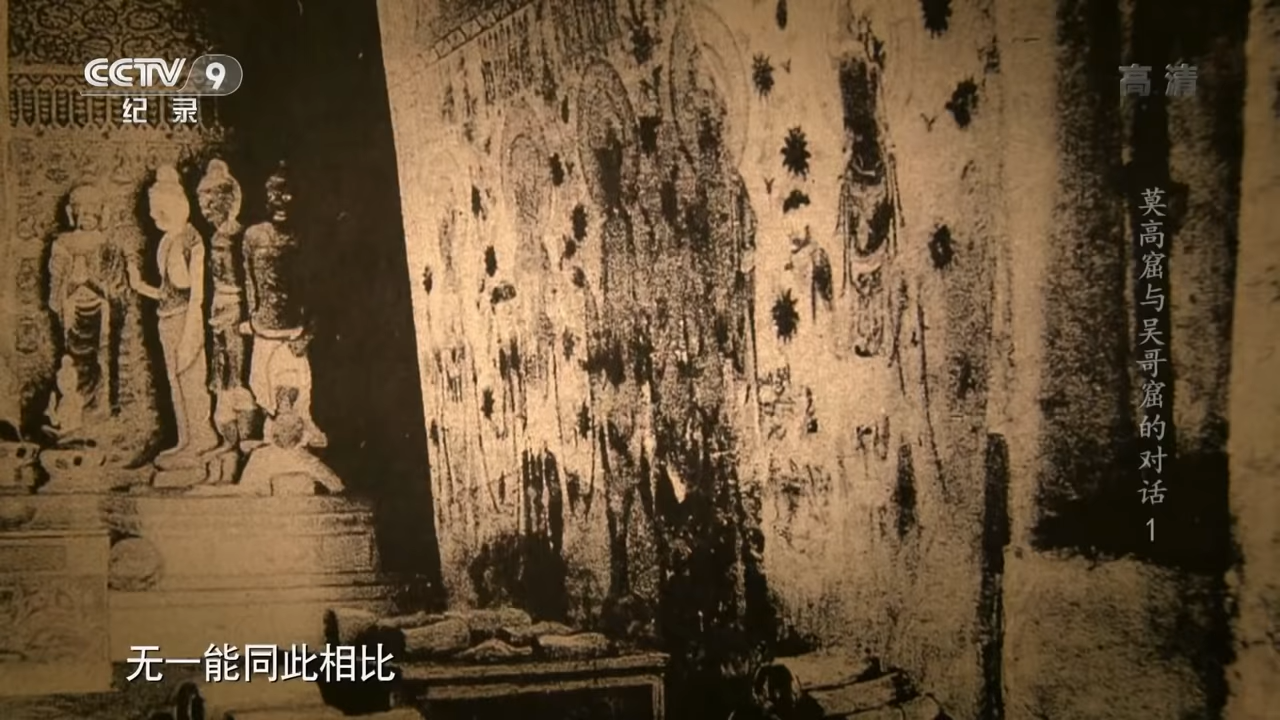 CCTV 9
纪录
高清
莫高窟与吴哥窟的对话 1
无一能同此相比